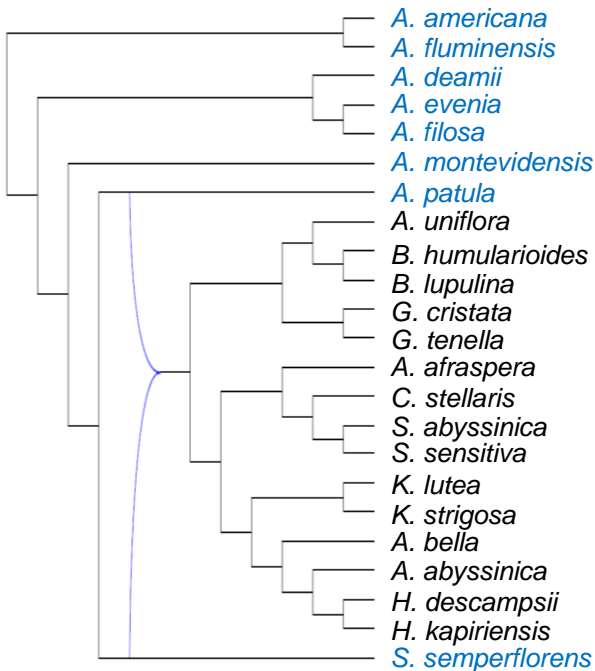 A. americana
A. fluminensis
A. deamii
A. evenia
A. filosa
A. montevidensis
A. patula
A. uniflora
B. humularioides
B. lupulina
G. cristata
G. tenella
A. afraspera
C. stellaris
S. abyssinica
S. sensitiva
K. lutea
K. strigosa
A. bella
A. abyssinica
H. descampsii
H. kapiriensis
S. semperflorens